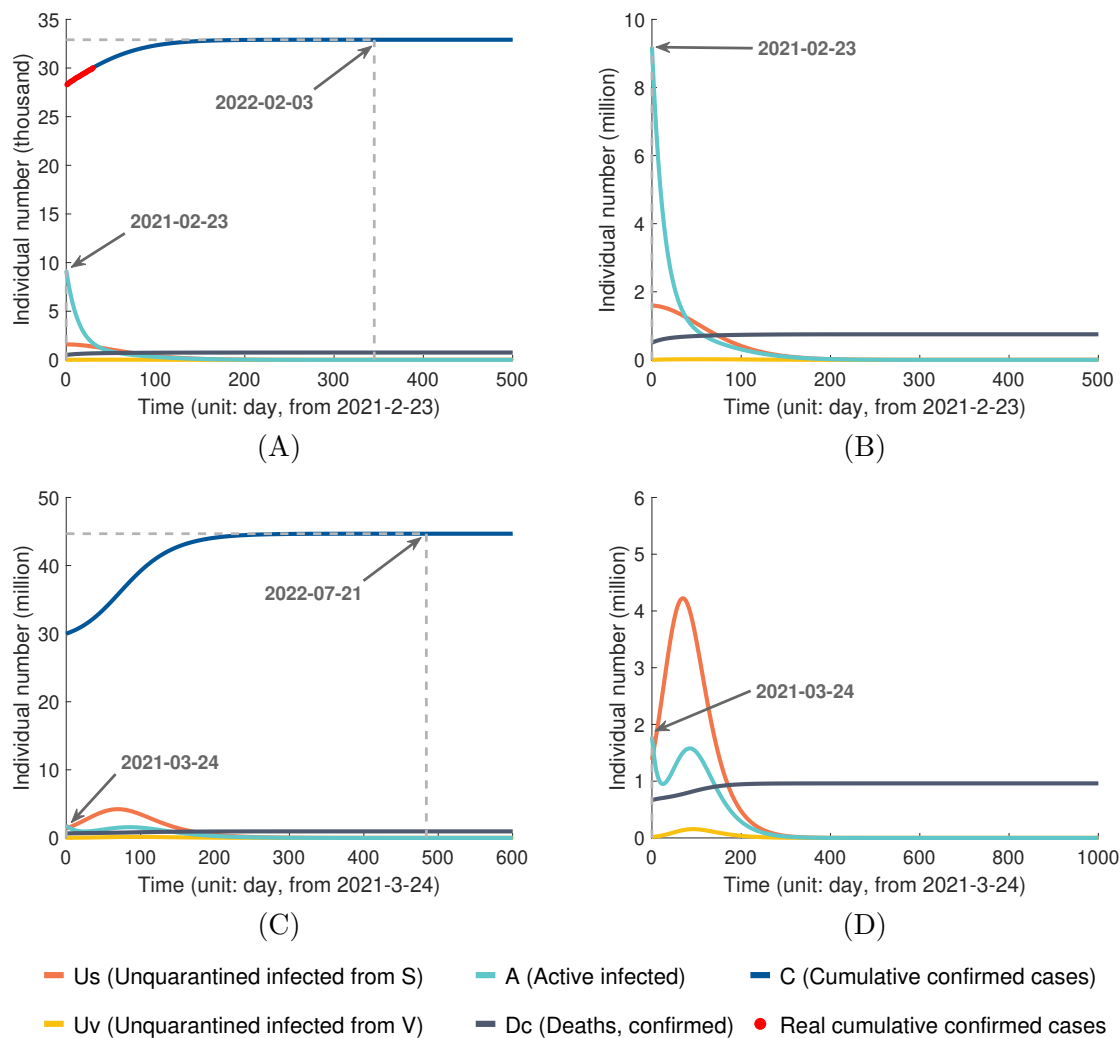 Individual number (thousand)
35
30
25
20
15
10
5
0
2022-02-03
2021-02-23
0 100 200 300 400 500
Time (unit: day, from 2021-2-23)
(A)
Individual number (million)
10
8
6
4
2
0
2021-02-23
0 100 200 300 400 500
Time (unit: day, from 2021-2-23)
(B)
Individual number (million)
50
40
30
20
10
0
2022-07-21
2021-03-24
0 100 200 300 400 500 600
Time (unit: day, from 2021-3-24)
(C)
Individual number (million)
6
5
4
3
2
1
0
2021-03-24
0 200 400 600 800 1000
Time (unit: day, from 2021-3-24)
(D)
Us (Unquarantined infected from S)
A (Active infected)
C (Cumulative confirmed cases)
Uv (Unquarantined infected from V)
Dc (Deaths, confirmed)
Real cumulative confirmed cases